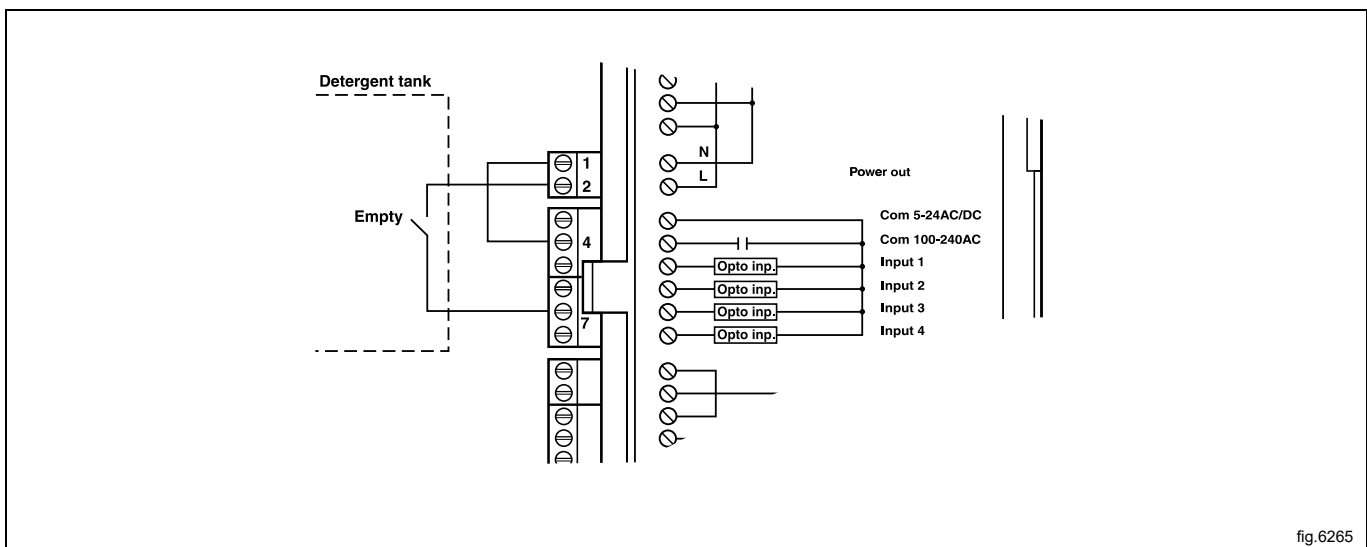 Detergent tank
N
1
L
Power out
2
Empty
Com 5-24AC/DC
4
Com 100-240AC
Opto inp.
Input 1
Opto inp.
Input 2
Opto inp.
Input 3
7
Opto inp.
Input 4
fig.6265